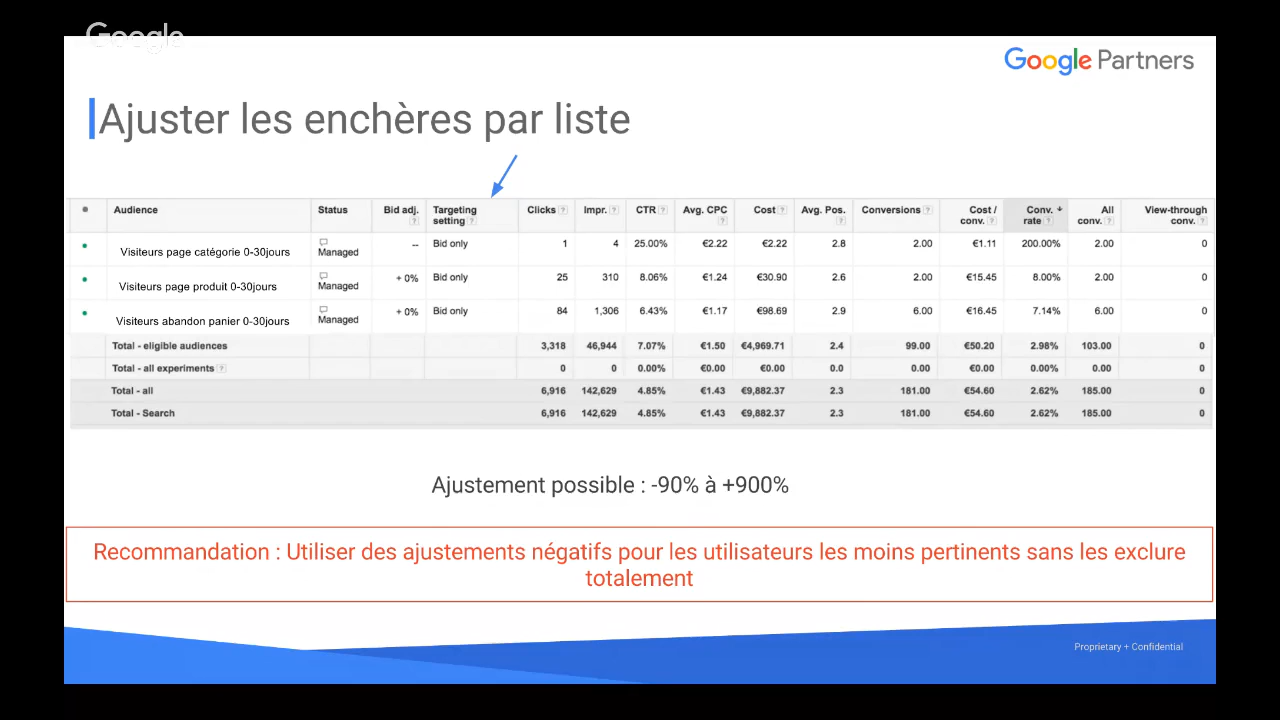 Google
Google Partners
Ajuster les enchères par liste
Audience Status Bid adj. Targeting setting Clicks Impr. CTR Avg. CPC Cost Avg. Pos. Conversions Cost / conv. Conv. rate All conv. View-through conv.
Visiteurs page catégorie 0-30jours Managed -- Bid only 1 4 25.00% €2.22 €2.22 2.8 2.00 €1.11 200.00% 2.00 0
Visiteurs page produit 0-30jours Managed + 0% Bid only 25 310 8.06% €1.24 €30.90 2.6 2.00 €15.45 8.00% 2.00 0
Visiteurs abandon panier 0-30jours Managed + 0% Bid only 84 1,306 6.43% €1.17 €98.69 2.9 6.00 €16.45 7.14% 6.00 0
Total - eligible audiences 3,318 46,944 7.07% €1.50 €4,969.71 2.4 99.00 €50.20 2.98% 103.00 0
Total - all experiments 0 0 0.00% €0.00 €0.00 0.0 0.00 €0.00 0.00% 0.00 0
Total - all 6,916 142,629 4.85% €1.43 €9,882.37 2.3 181.00 €54.60 2.62% 185.00 0
Total - Search 6,916 142,629 4.85% €1.43 €9,882.37 2.3 181.00 €54.60 2.62% 185.00 0
Ajustement possible : -90% à +900%
Recommandation : Utiliser des ajustements négatifs pour les utilisateurs les moins pertinents sans les exclure
totalement
Proprietary + Confidential